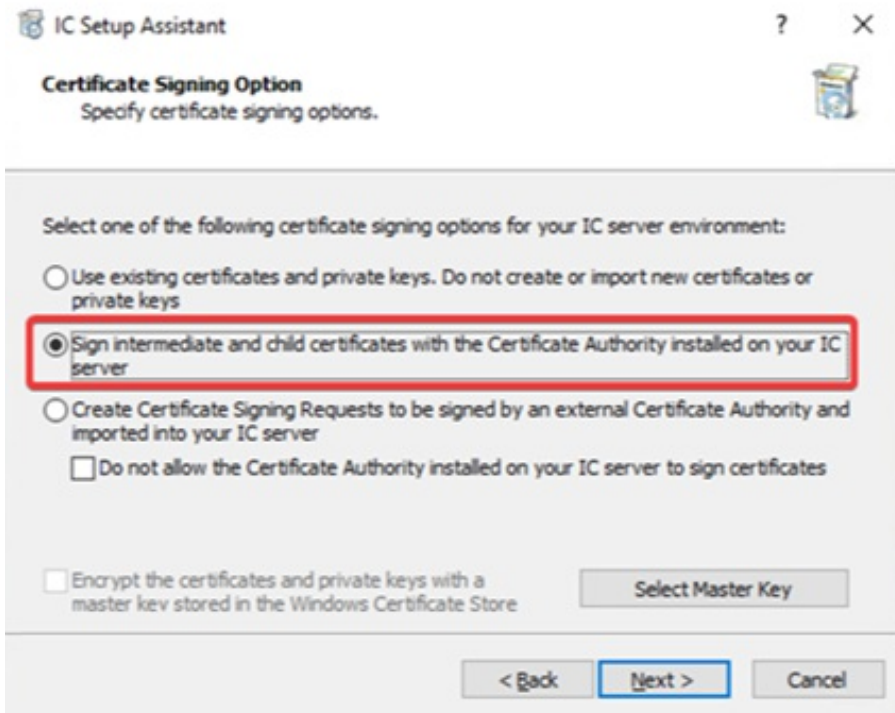 IC Setup Assistant
?
Certificate Signing Option
Specify certificate signing options.
Select one of the following certificate signing options for your IC server environment:
Use existing certificates and private keys. Do not create or import new certificates or
private keys
Sign intermediate and child certificates with the Certificate Authority installed on your IC
server
Create Certificate Signing Requests to be signed by an external Certificate Authority and
imported into your IC server
Do not allow the Certificate Authority installed on your IC server to sign certificates
Encrypt the certificates and private keys with a
master key stored in the Windows Certificate Store
Select Master Key
< Back
Next >
Cancel